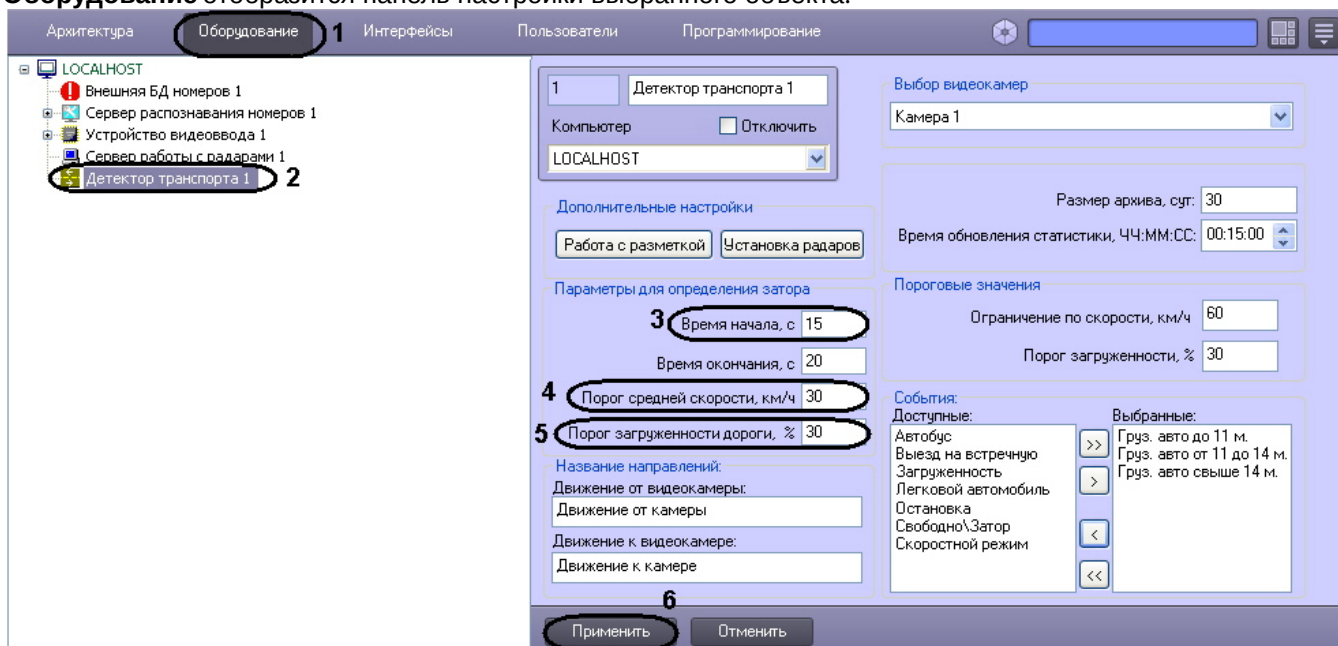 Оборудование отобразится панель настройки выбранного объекта.
Архитектура Оборудование 1 Интерфейсы Пользователи Программирование
LOCALHOST
Внешняя БД номеров 1
Сервер распознавания номеров 1
Устройство видеоввода 1
Сервер работы с радарами 1
Детектор транспорта 1 2
1 Детектор транспорта 1
Компьютер Отключить
LOCALHOST
Дополнительные настройки
Работа с разметкой Установка радаров
Параметры для определения затора
3 Время начала, с 15
Время окончания, с 20
4 Порог средней скорости, км/ч 30
5 Порог загруженности дороги, % 30
Название направлений:
Движение от видеокамеры:
Движение от камеры
Движение к видеокамере:
Движение к камере
Выбор видеокамер
Камера 1
Размер архива, сут: 30
Время обновления статистики, ЧЧ:ММ:СС: 00:15:00
Пороговые значения
Ограничение по скорости, км/ч 60
Порог загруженности, % 30
События:
Доступные: Выбранные:
Автобус >> Груз. авто до 11 м.
Выезд на встречную Груз. авто от 11 до 14 м.
Загруженность > Груз. авто свыше 14 м.
Легковой автомобиль
Остановка
Свободно\Затор <
Скоростной режим
<<
6
Применить Отменить